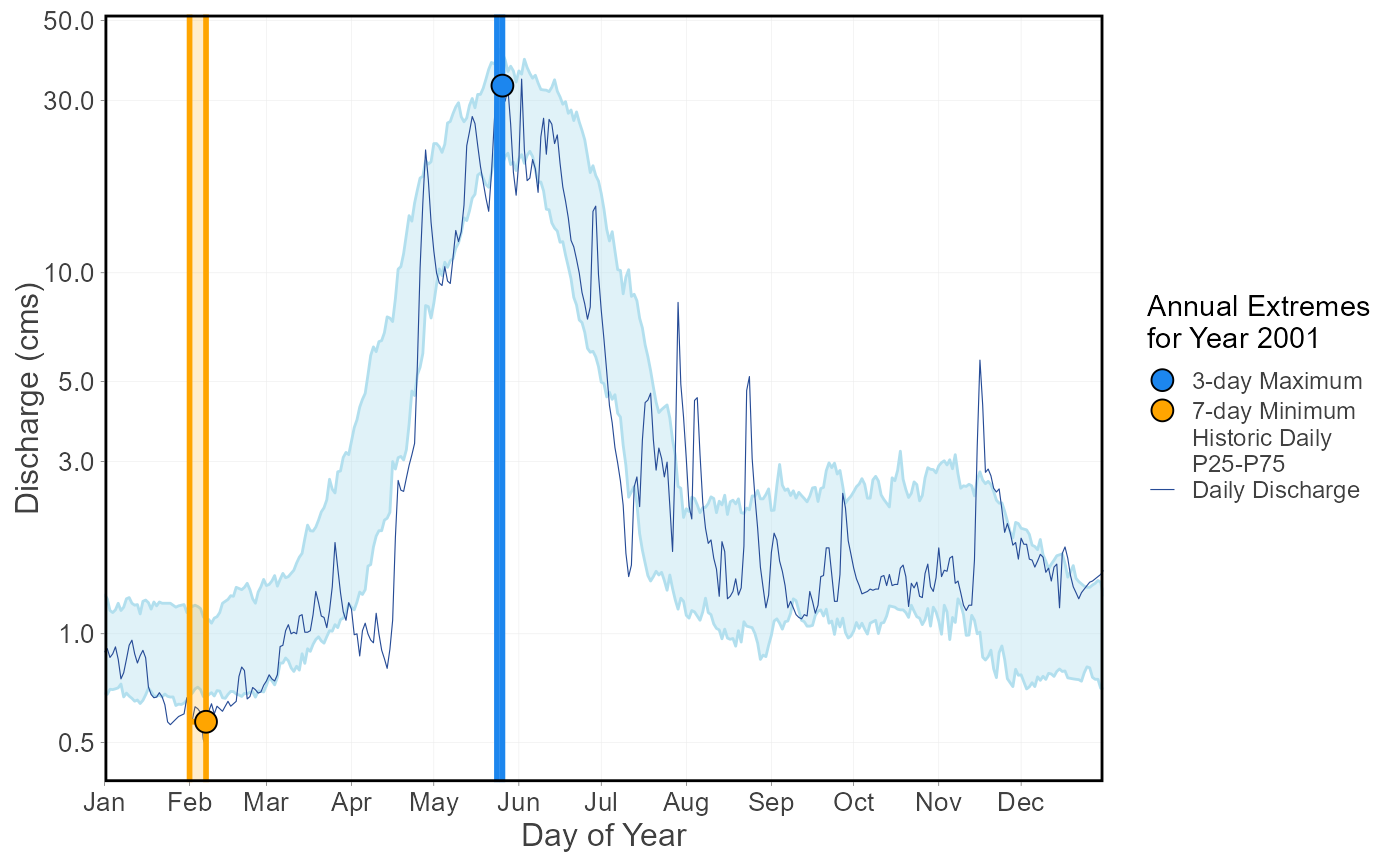 50.0
30.0
10.0
5.0
3.0
1.0
0.5
Discharge (cms)
Jan Feb Mar Apr May Jun Jul Aug Sep Oct Nov Dec
Day of Year
Annual Extremes
for Year 2001
3-day Maximum
7-day Minimum
Historic Daily
P25-P75
Daily Discharge